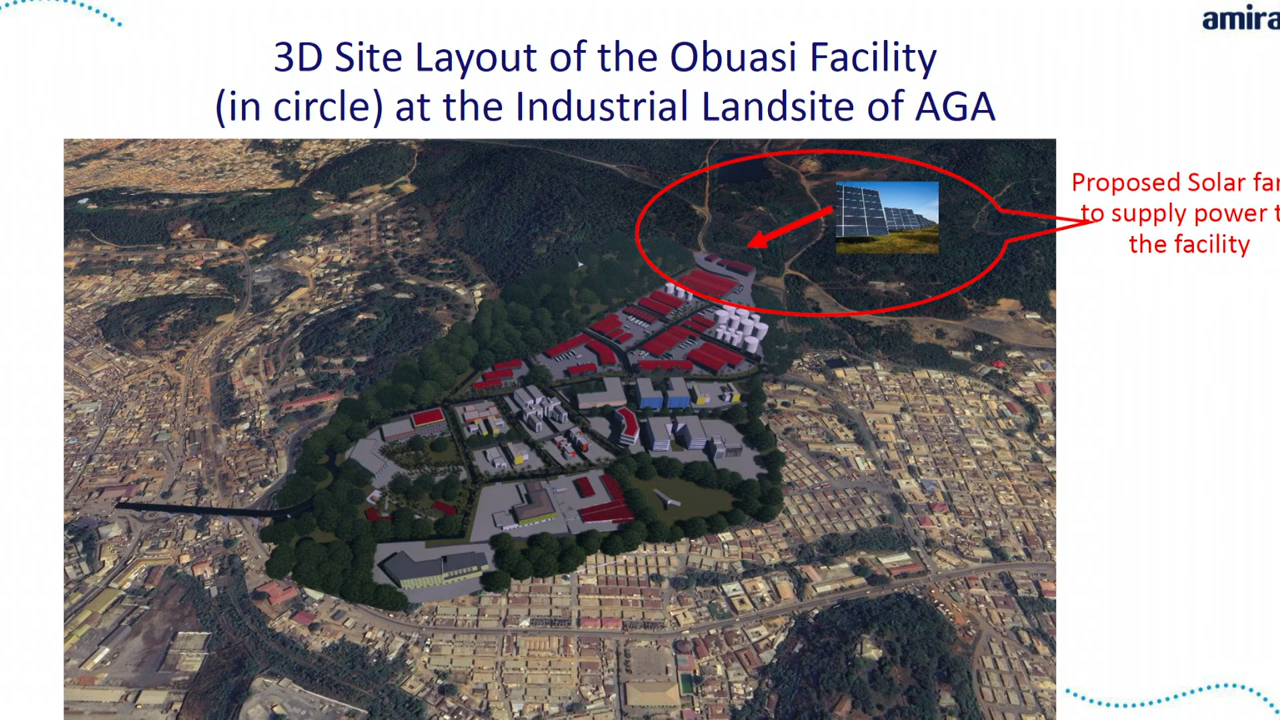 amira
3D Site Layout of the Obuasi Facility
(in circle) at the Industrial Landsite of AGA
Proposed Solar far
to supply power t
the facility